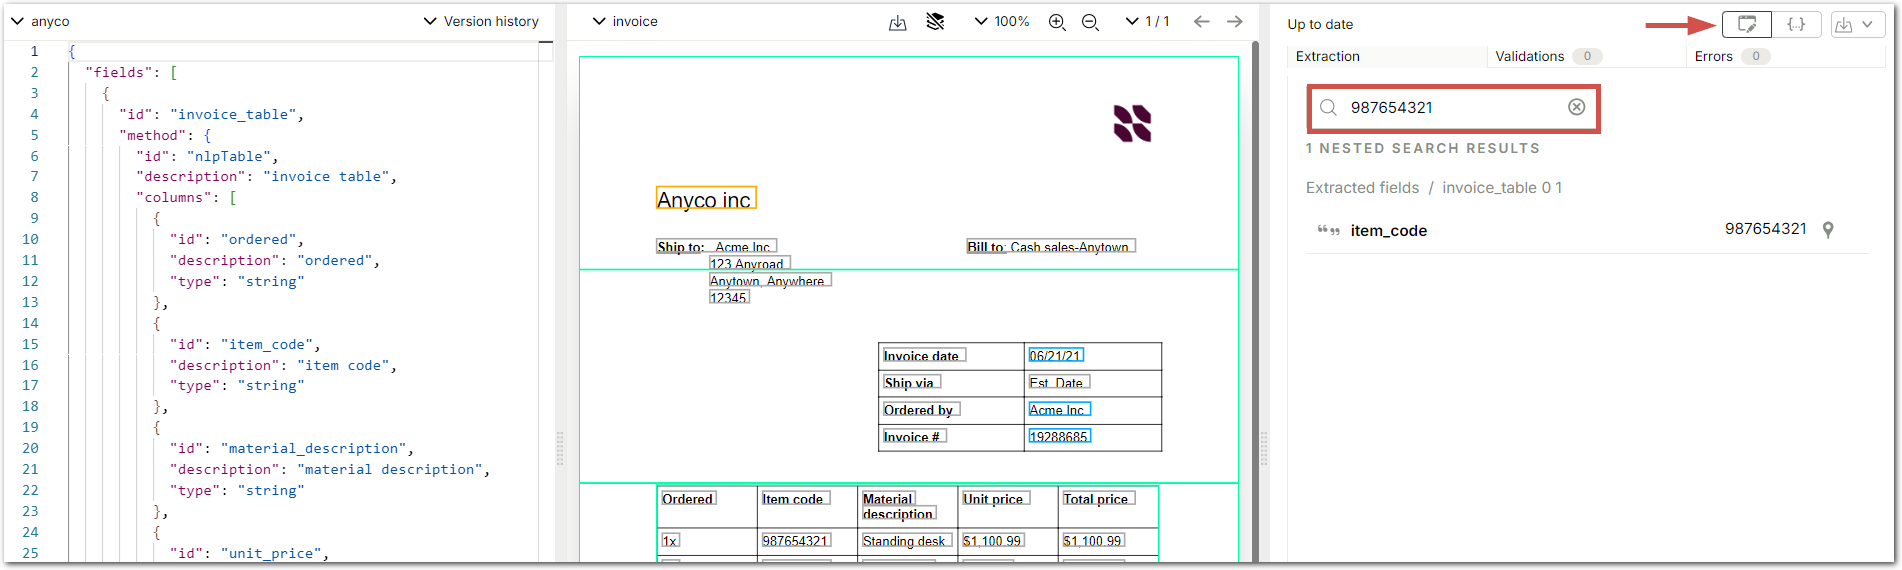 anyco
Version history
1 {
2 "fields": [
3 {
4 "id": "invoice_table",
5 "method": {
6 "id": "nlpTable",
7 "description": "invoice table",
8 "columns": [
9 {
10 "id": "ordered",
11 "description": "ordered",
12 "type": "string"
13 },
14 {
15 "id": "item_code",
16 "description": "item code",
17 "type": "string"
18 },
19 {
20 "id": "material_description",
21 "description": "material description",
22 "type": "string"
23 },
24 {
25 "id": "unit_price",
invoice
100%
1 / 1
Anyco inc
Ship to: Acme Inc
123 Anyroad
Anytown, Anywhere
12345
Bill to: Cash sales-Anytown
Invoice date 06/21/21
Ship via Est. Date
Ordered by Acme Inc
Invoice # 19288685
Ordered Item code Material description Unit price Total price
1x 987654321 Standing desk $1,100.99 $1,100.99
Up to date
{...}
Extraction Validations 0 Errors 0
987654321
1 NESTED SEARCH RESULTS
Extracted fields / invoice_table 0 1
item_code 987654321